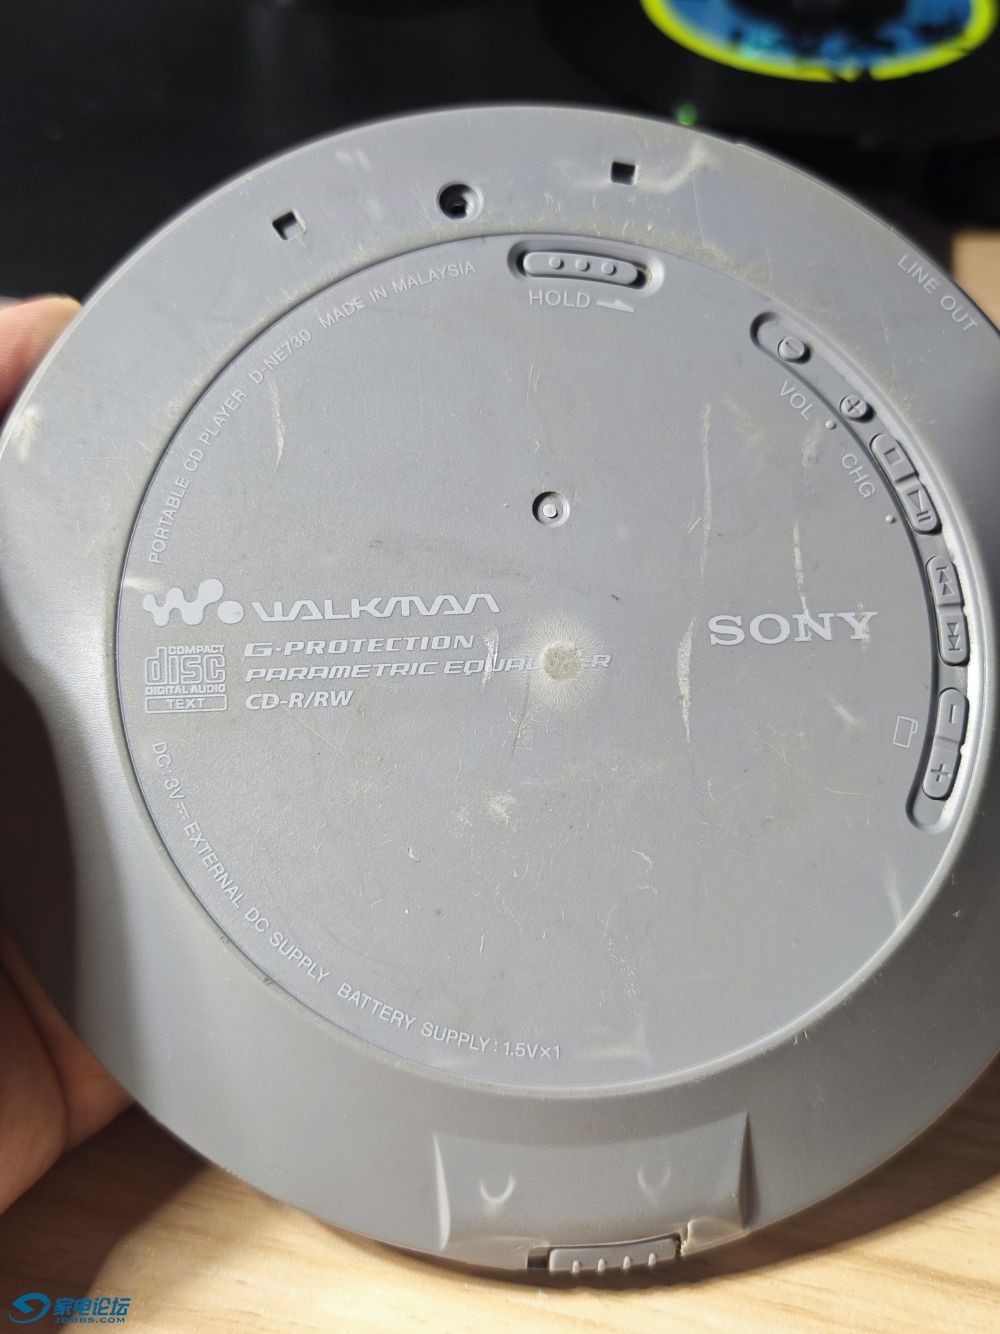 LINE OUT
HOLD
VOL
CHG
PORTABLE CD PLAYER D-NE730 MADE IN MALAYSIA
WALKMAN
SONY
COMPACT
disc
DIGITAL AUDIO
TEXT
G-PROTECTION
PARAMETRIC EQUALIZER
CD-R/RW
DC: 3V ⎓ EXTERNAL DC SUPPLY BATTERY SUPPLY: 1.5V×1
家电论坛
JDBBS.COM